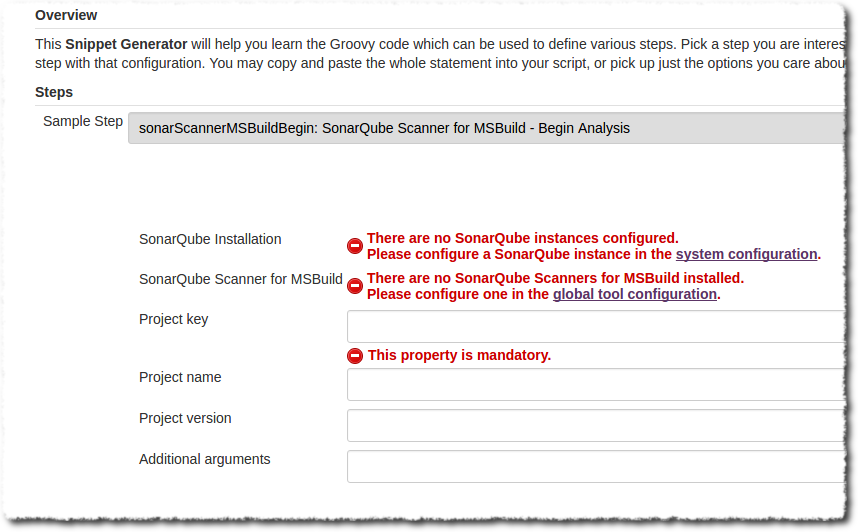 Overview
This Snippet Generator will help you learn the Groovy code which can be used to define various steps. Pick a step you are
step with that configuration. You may copy and paste the whole statement into your script, or pick up just the options you care
Steps
Sample Step
sonarScannerMSBuildBegin: SonarQube Scanner for MSBuild - Begin Analysis
SonarQube Installation
There are no SonarQube instances configured.
Please configure a SonarQube instance in the system configuration.
SonarQube Scanner for MSBuild
There are no SonarQube Scanners for MSBuild installed.
Please configure one in the global tool configuration.
Project key
This property is mandatory.
Project name
Project version
Additional arguments